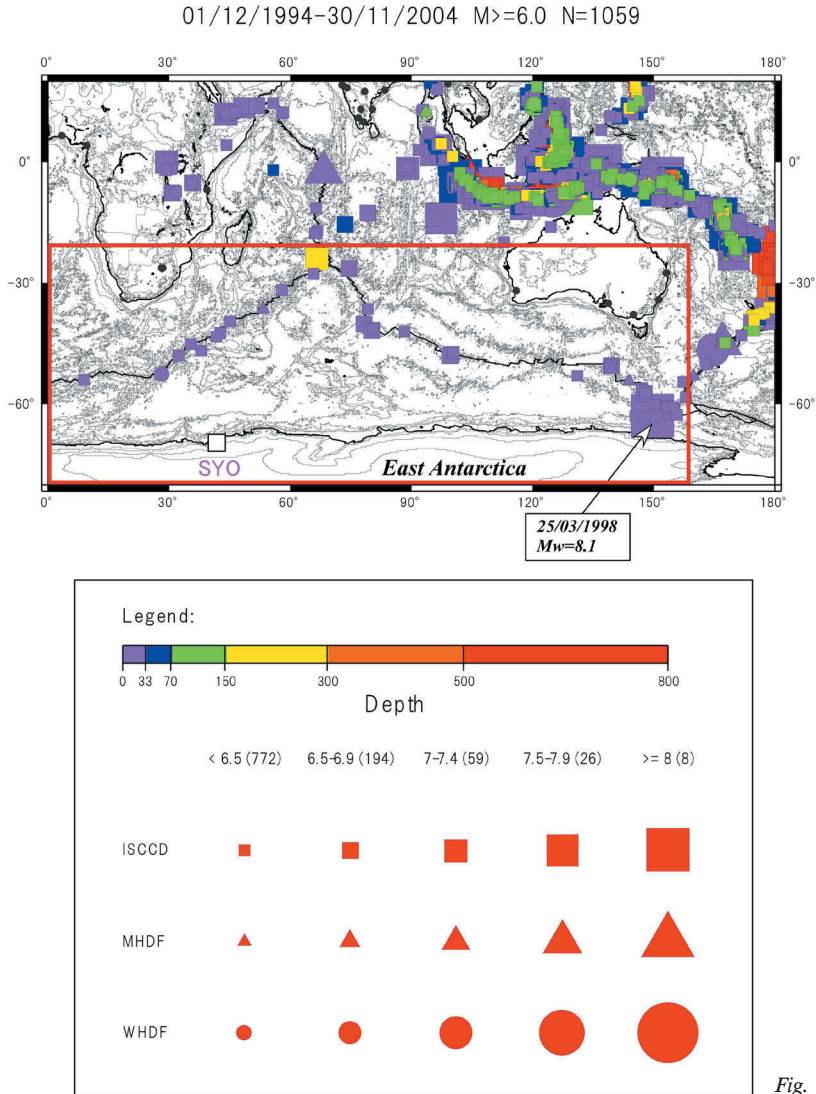 01/12/1994-30/11/2004 M>=6.0 N=1059
0° 30° 60° 90° 120° 150° 180°
0°
−30°
−60°
SYO East Antarctica
0° 30° 60° 90° 120° 150° 180°
25/03/1998
Mw=8.1
Legend:
0 33 70 150 300 500 800
Depth
< 6.5 (772) 6.5-6.9 (194) 7-7.4 (59) 7.5-7.9 (26) >= 8 (8)
ISCCD
MHDF
WHDF
Fig.